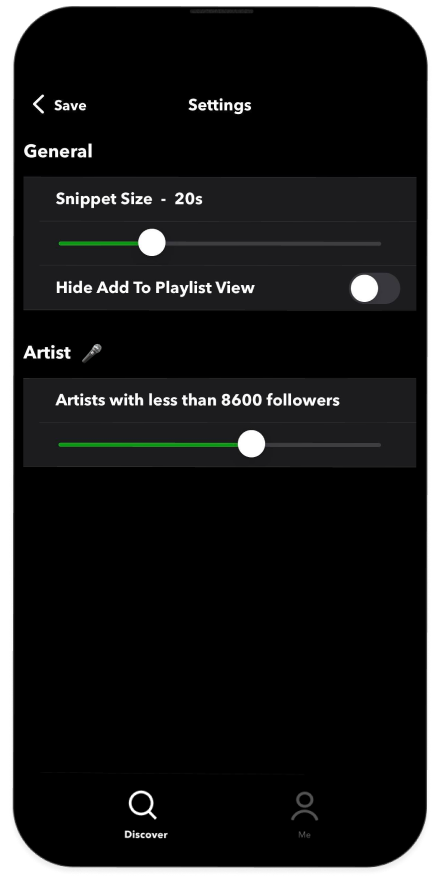 Save
Settings
General
Snippet Size - 20s
Hide Add To Playlist View
Artist 🎤
Artists with less than 8600 followers
Discover
Me